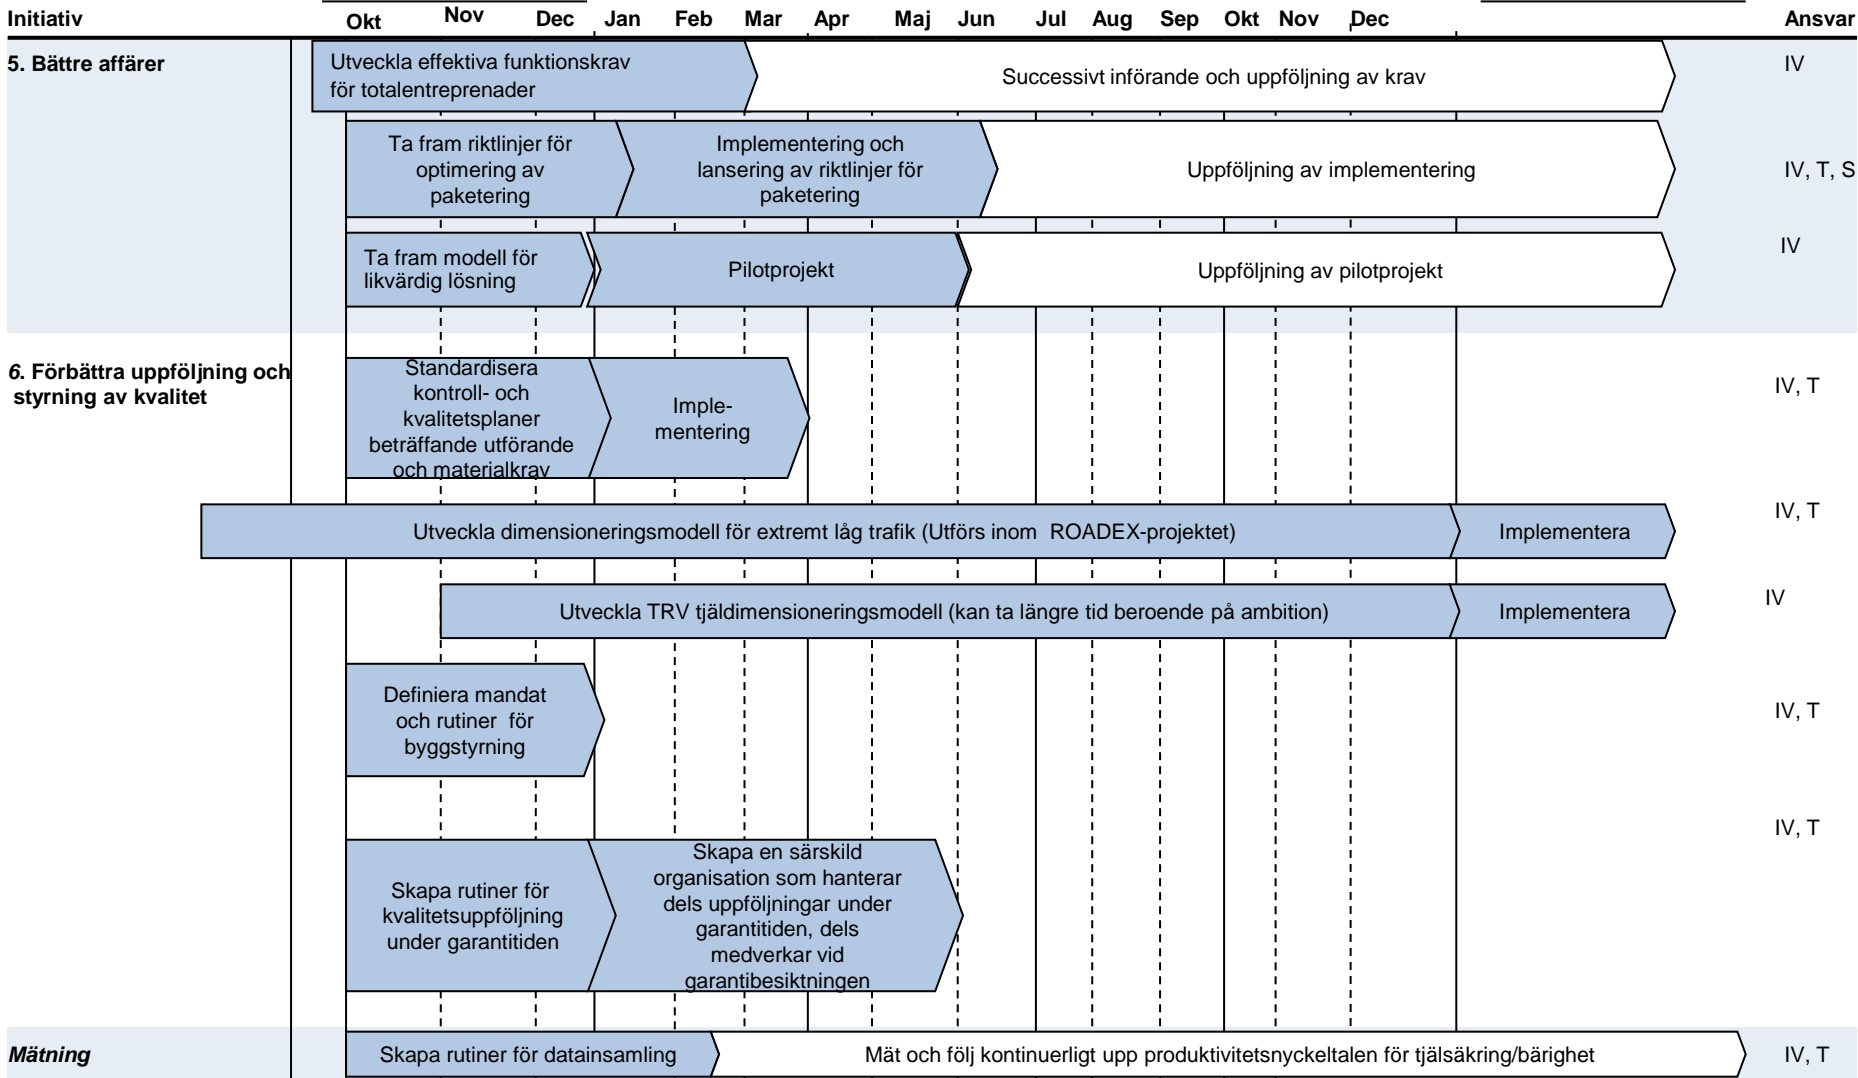 Initiativ Okt Nov Dec Jan Feb Mar Apr Maj Jun Jul Aug Sep Okt Nov Dec Ansvar
5. Bättre affärer
Utveckla effektiva funktionskrav
för totalentreprenader
Successivt införande och uppföljning av krav
IV
Ta fram riktlinjer för
optimering av
paketering
Implementering och
lansering av riktlinjer för
paketering
Uppföljning av implementering
IV, T, S
Ta fram modell för
likvärdig lösning
Pilotprojekt
Uppföljning av pilotprojekt
IV
6. Förbättra uppföljning och
styrning av kvalitet
Standardisera
kontroll- och
kvalitetsplaner
beträffande utförande
och materialkrav
Imple-
mentering
IV, T
Utveckla dimensioneringsmodell för extremt låg trafik (Utförs inom ROADEX-projektet)
Implementera
IV, T
Utveckla TRV tjäldimensioneringsmodell (kan ta längre tid beroende på ambition)
Implementera
IV
Definiera mandat
och rutiner för
byggstyrning
IV, T
Skapa rutiner för
kvalitetsuppföljning
under garantitiden
Skapa en särskild
organisation som hanterar
dels uppföljningar under
garantitiden, dels
medverkar vid
garantibesiktningen
IV, T
Mätning
Skapa rutiner för datainsamling
Mät och följ kontinuerligt upp produktivitetsnyckeltalen för tjälsäkring/bärighet
IV, T